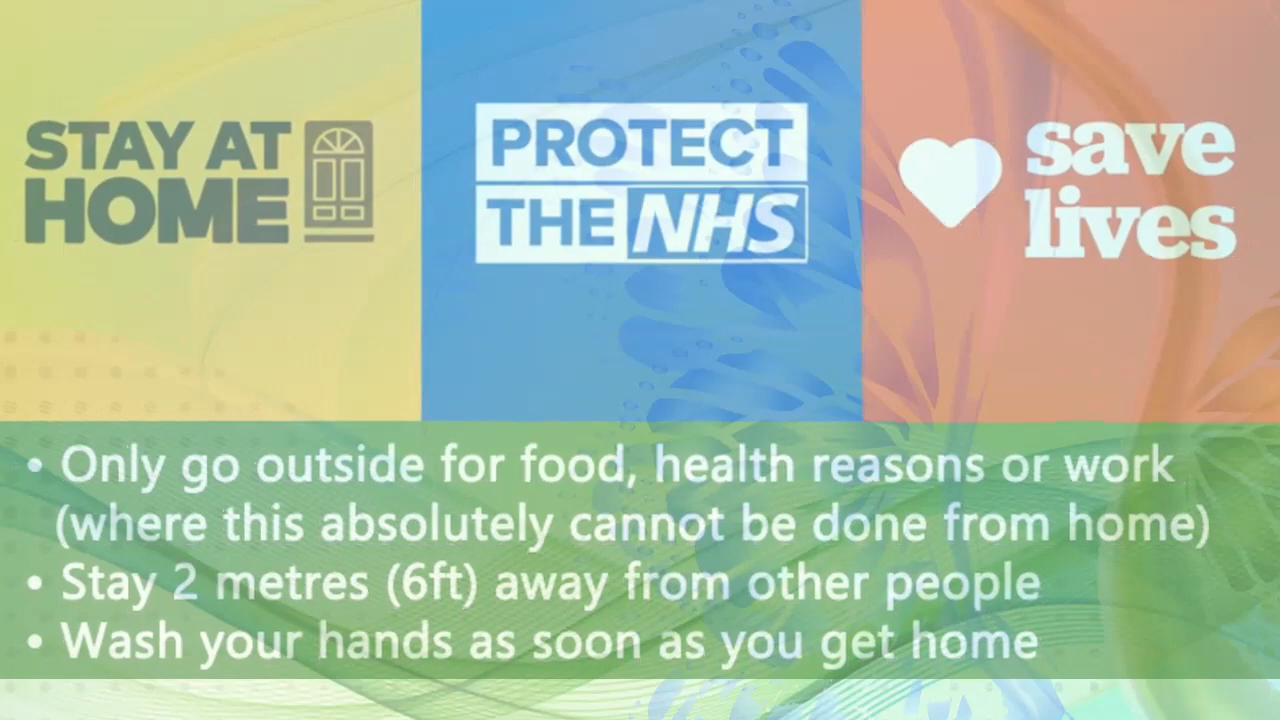 STAY AT
HOME
PROTECT
THE NHS
save
lives
• Only go outside for food, health reasons or work
(where this absolutely cannot be done from home)
• Stay 2 metres (6ft) away from other people
• Wash your hands as soon as you get home